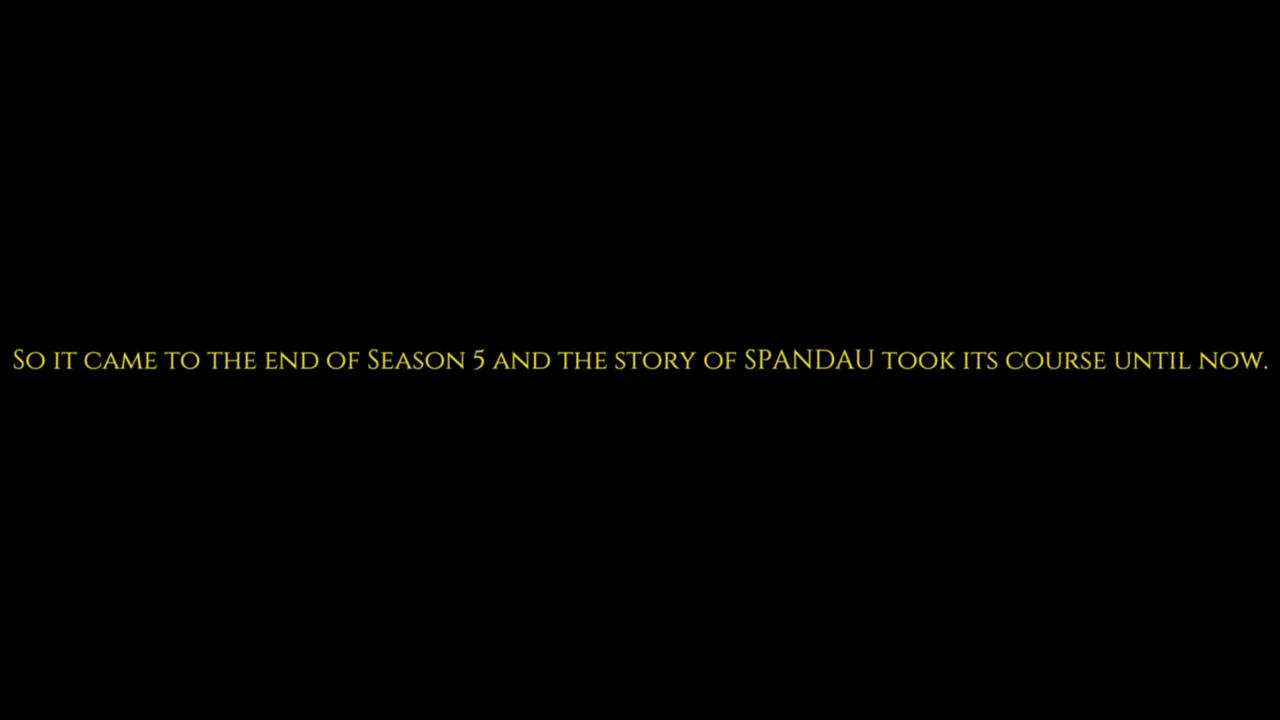 So it came to the end of Season 5 and the story of SPANDAU took its course until now.